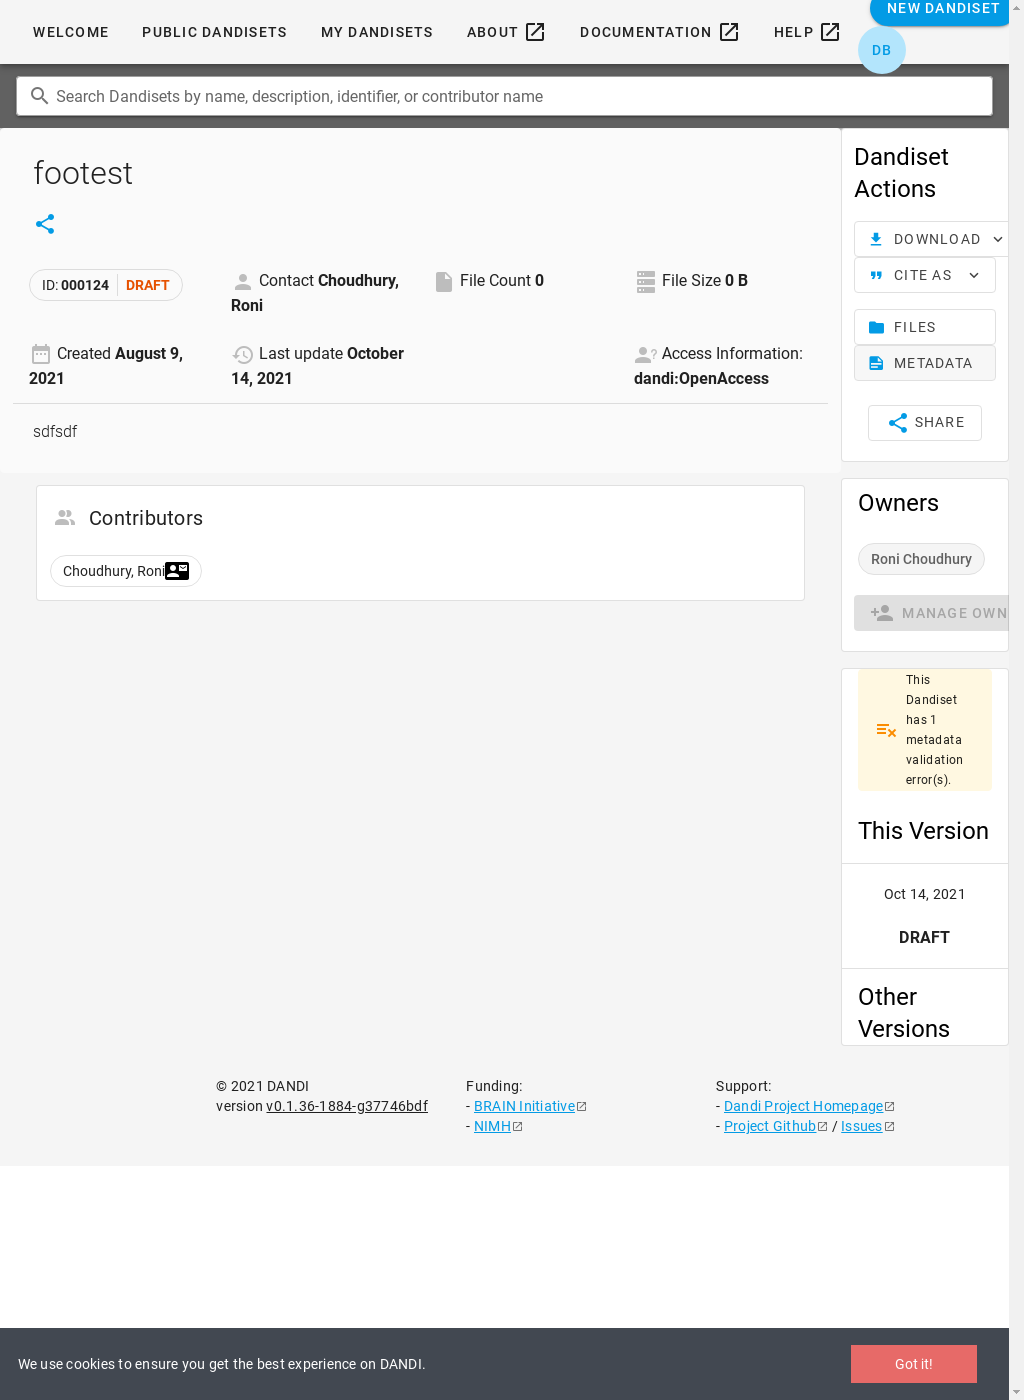 NEW DANDISET
WELCOME PUBLIC DANDISETS MY DANDISETS ABOUT DOCUMENTATION HELP
DB
Search Dandisets by name, description, identifier, or contributor name
footest
ID: 000124 DRAFT
Contact Choudhury, Roni
File Count 0
File Size 0 B
Created August 9, 2021
Last update October 14, 2021
Access Information: dandi:OpenAccess
sdfsdf
Contributors
Choudhury, Roni
Dandiset
Actions
DOWNLOAD
CITE AS
FILES
METADATA
SHARE
Owners
Roni Choudhury
MANAGE OWN
This
Dandiset
has 1
metadata
validation
error(s).
This Version
Oct 14, 2021
DRAFT
Other
Versions
© 2021 DANDI
version v0.1.36-1884-g37746bdf
Funding:
- BRAIN Initiative
- NIMH
Support:
- Dandi Project Homepage
- Project Github / Issues
We use cookies to ensure you get the best experience on DANDI.
Got it!